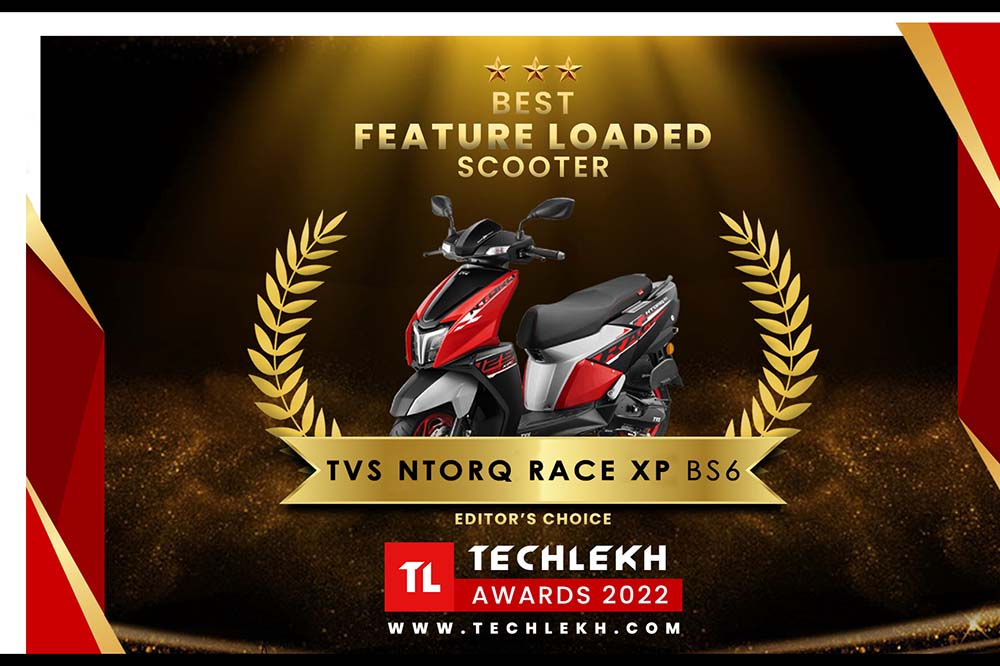 BEST
FEATURE LOADED
SCOOTER
TVS NTORQ RACE XP BS6
EDITOR'S CHOICE
TL TECHLEKH
AWARDS 2022
WWW.TECHLEKH.COM